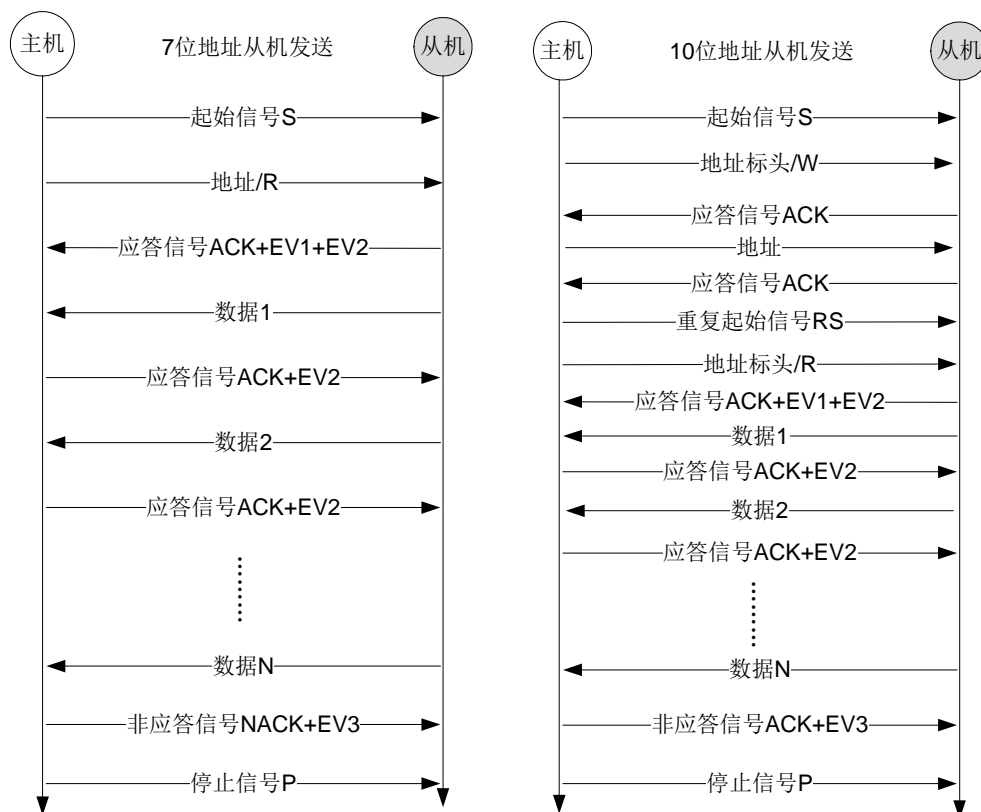 主机
7位地址从机发送
从机
起始信号S
地址/R
应答信号ACK+EV1+EV2
数据1
应答信号ACK+EV2
数据2
应答信号ACK+EV2
数据N
非应答信号NACK+EV3
停止信号P
主机
10位地址从机发送
从机
起始信号S
地址标头/W
应答信号ACK
地址
应答信号ACK
重复起始信号RS
地址标头/R
应答信号ACK+EV1+EV2
数据1
应答信号ACK+EV2
数据2
应答信号ACK+EV2
数据N
非应答信号ACK+EV3
停止信号P